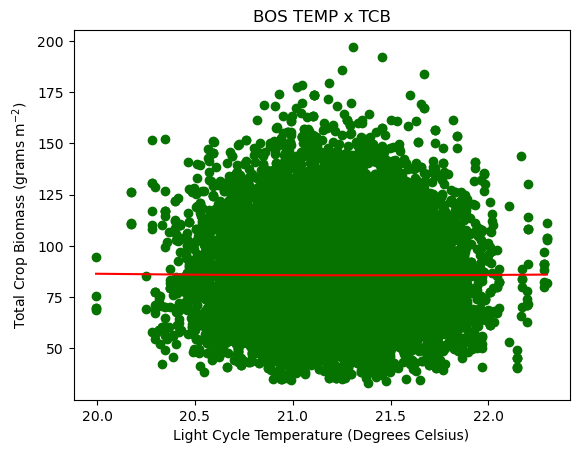 BOS TEMP x TCB
200
175
150
125
100
75
50
Total Crop Biomass (grams m⁻²)
20.0 20.5 21.0 21.5 22.0
Light Cycle Temperature (Degrees Celsius)